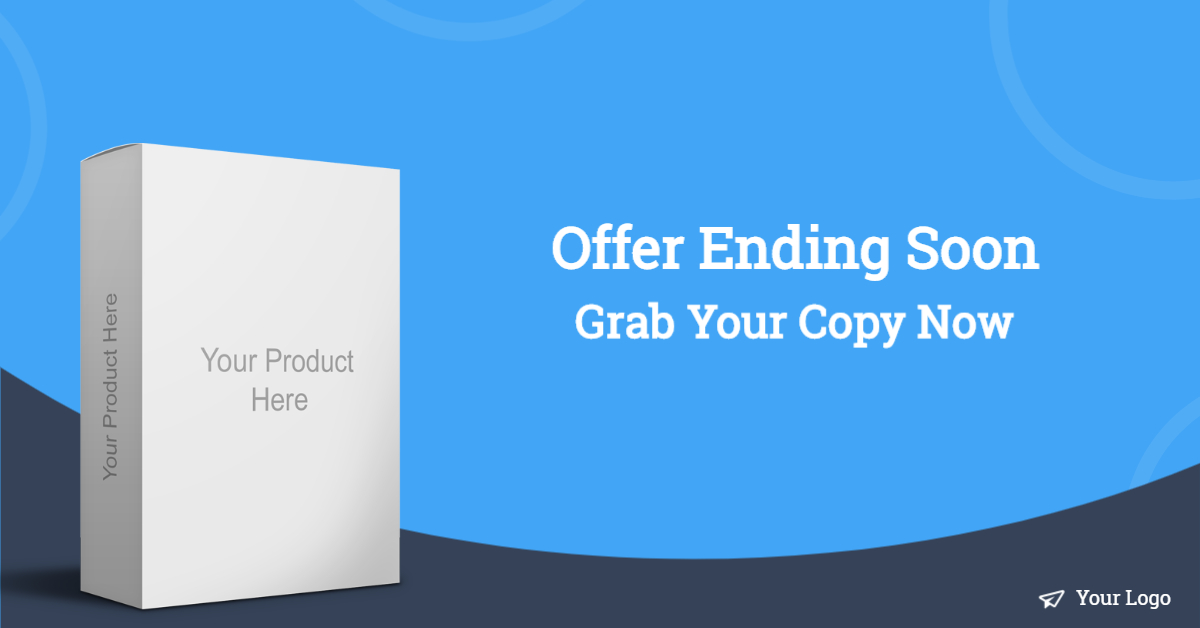 Offer Ending Soon
Grab Your Copy Now
Your Product Here
Your Product
Here
Your Logo